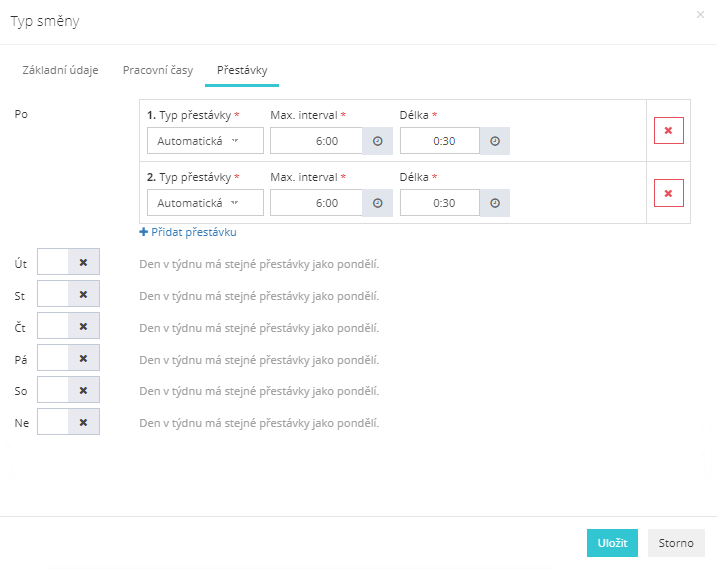 Typ směny
×
Základní údaje Pracovní časy Přestávky
Po
1. Typ přestávky * Max. interval * Délka *
Automatická 6:00 0:30
2. Typ přestávky * Max. interval * Délka *
Automatická 6:00 0:30
+ Přidat přestávku
Út Den v týdnu má stejné přestávky jako pondělí.
St Den v týdnu má stejné přestávky jako pondělí.
Čt Den v týdnu má stejné přestávky jako pondělí.
Pá Den v týdnu má stejné přestávky jako pondělí.
So Den v týdnu má stejné přestávky jako pondělí.
Ne Den v týdnu má stejné přestávky jako pondělí.
Uložit Storno